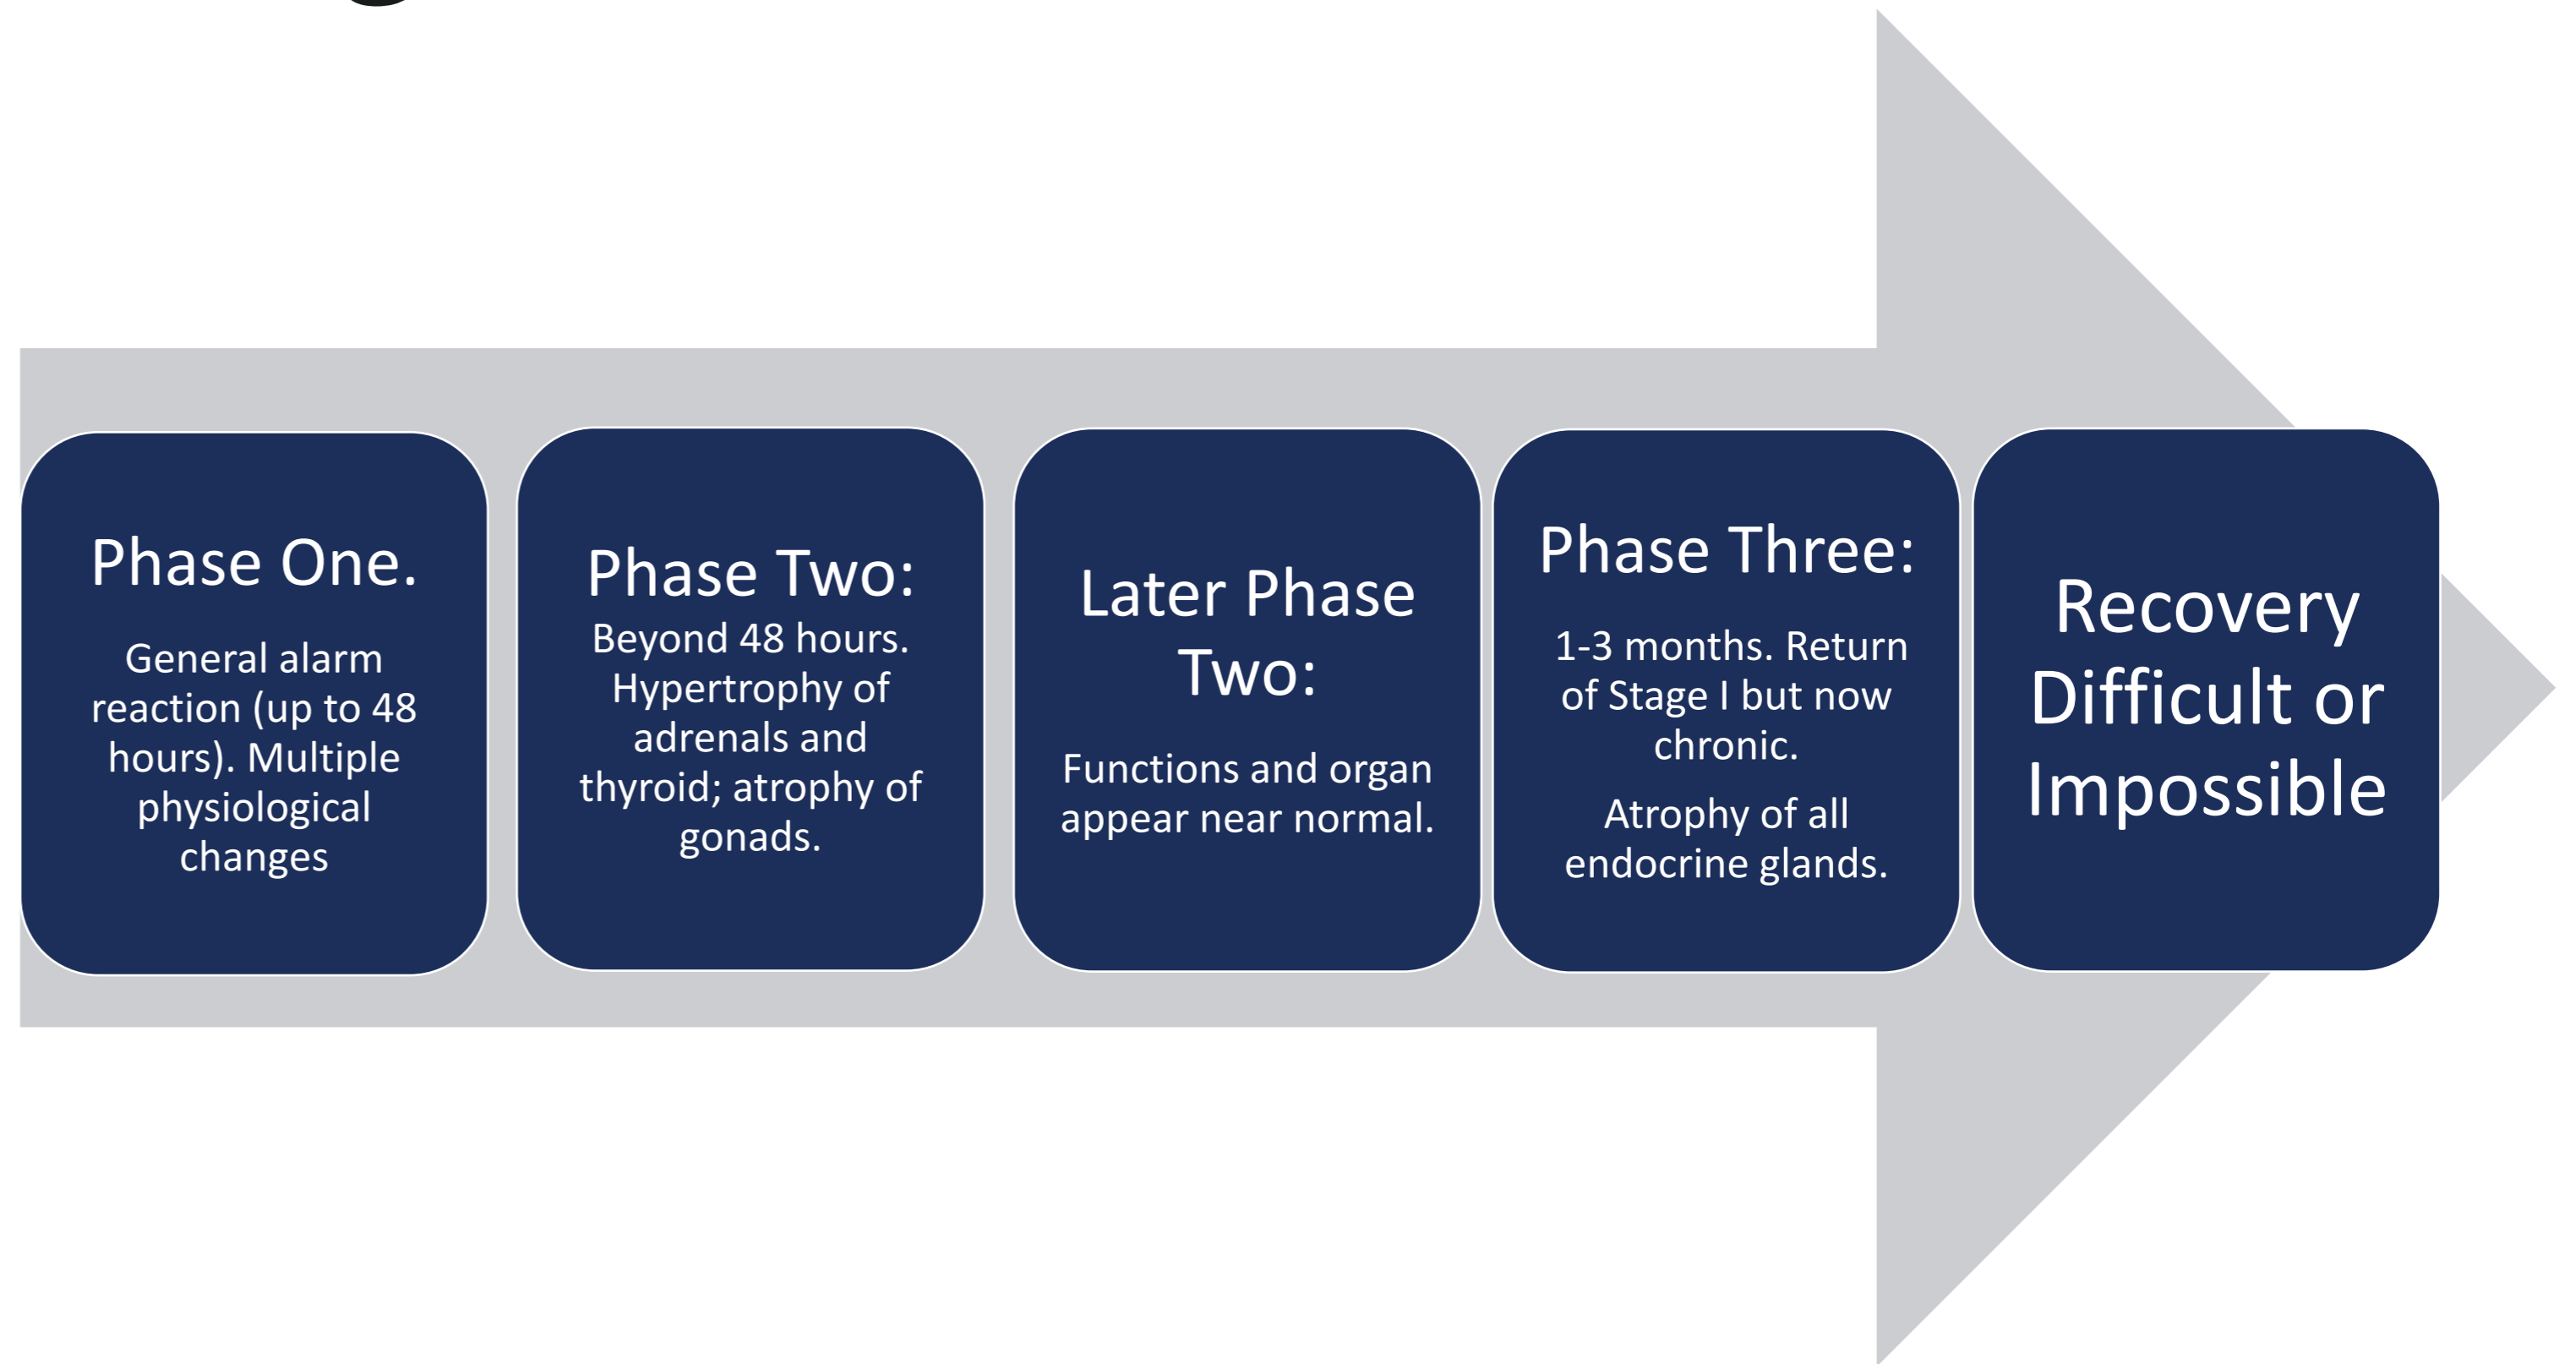 Phase One.
General alarm
reaction (up to 48
hours). Multiple
physiological
changes
Phase Two:
Beyond 48 hours.
Hypertrophy of
adrenals and
thyroid; atrophy of
gonads.
Later Phase
Two:
Functions and organ
appear near normal.
Phase Three:
1-3 months. Return
of Stage I but now
chronic.
Atrophy of all
endocrine glands.
Recovery
Difficult or
Impossible